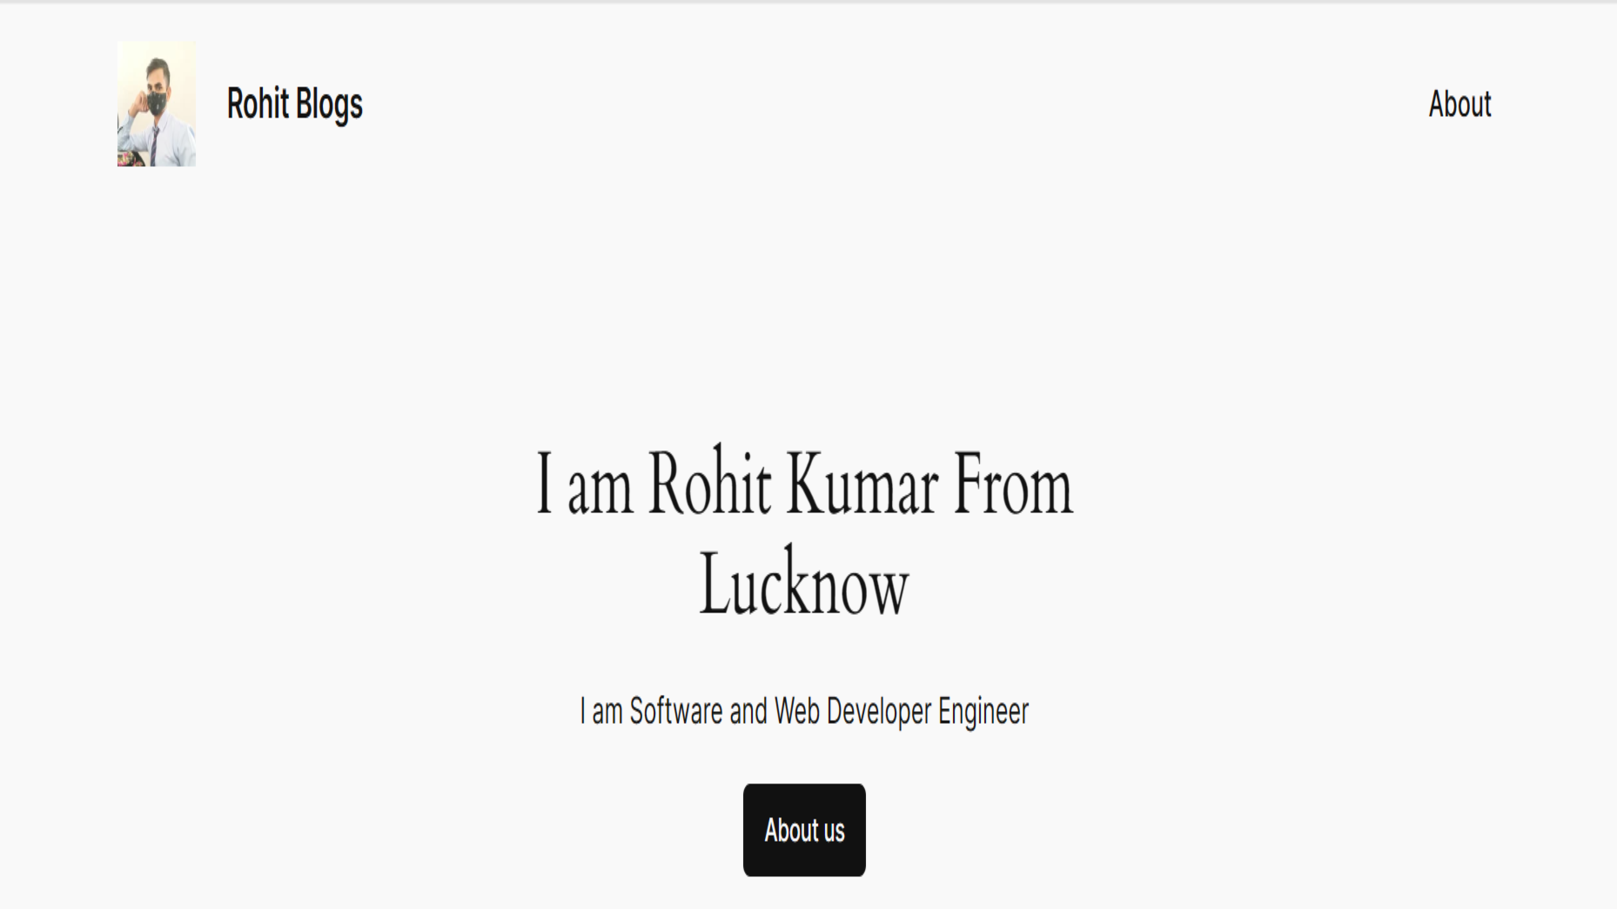 Rohit Blogs
About
I am Rohit Kumar From
Lucknow
I am Software and Web Developer Engineer
About us